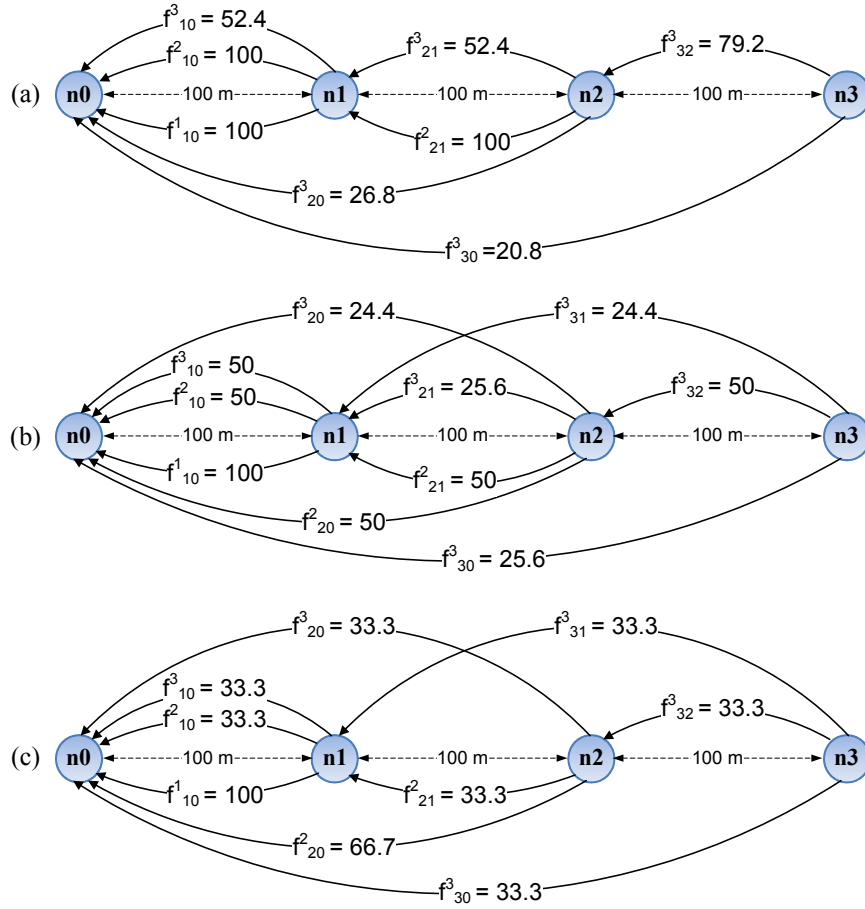 f³₁₀ = 52.4
f²₁₀ = 100
f³₂₁ = 52.4
f³₃₂ = 79.2
(a) n0 100 m n1 100 m n2 100 m n3
f¹₁₀ = 100
f²₂₁ = 100
f³₂₀ = 26.8
f³₃₀ =20.8
f³₂₀ = 24.4
f³₃₁ = 24.4
f³₁₀ = 50
f²₁₀ = 50
f³₂₁ = 25.6
f³₃₂ = 50
(b) n0 100 m n1 100 m n2 100 m n3
f¹₁₀ = 100
f²₂₁ = 50
f²₂₀ = 50
f³₃₀ = 25.6
f³₂₀ = 33.3
f³₃₁ = 33.3
f³₁₀ = 33.3
f²₁₀ = 33.3
f³₃₂ = 33.3
(c) n0 100 m n1 100 m n2 100 m n3
f¹₁₀ = 100
f²₂₁ = 33.3
f²₂₀ = 66.7
f³₃₀ = 33.3